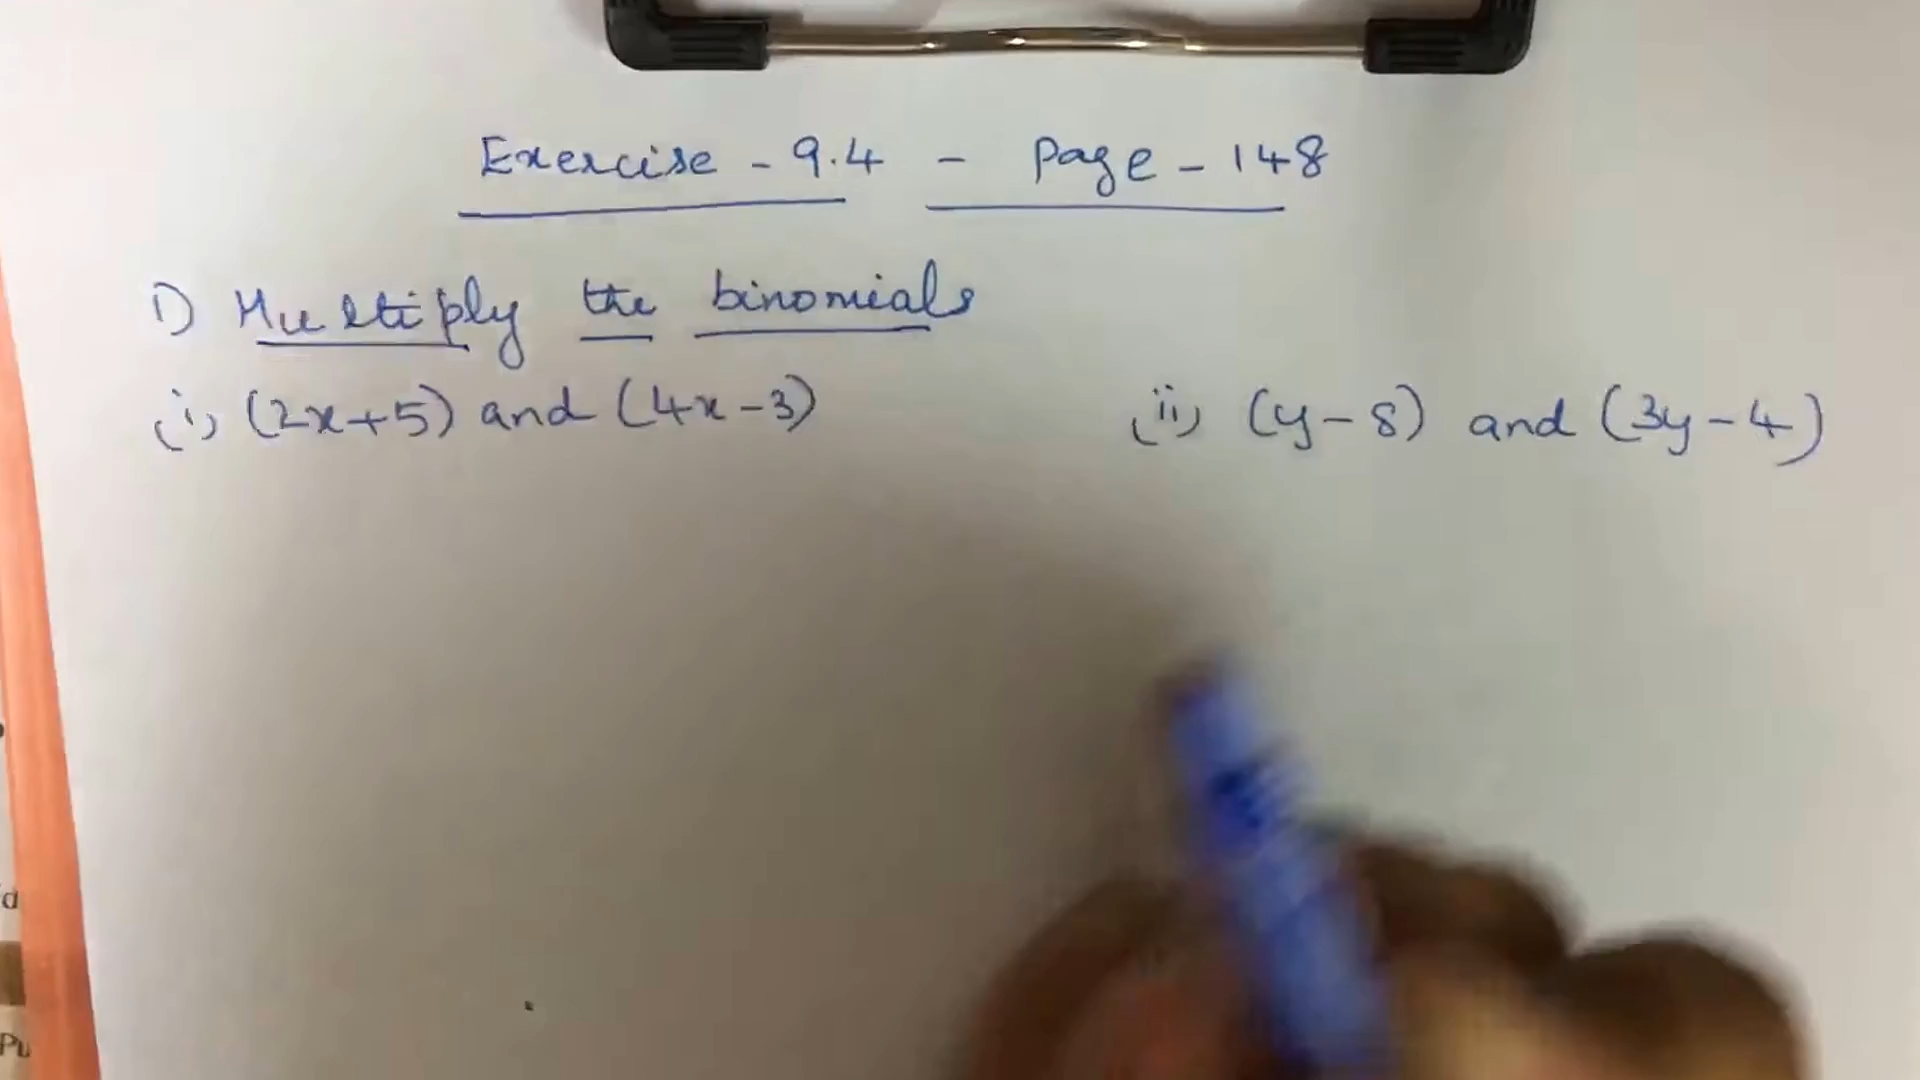 Exercise - 9.4 - Page - 148
1) Multiply the binomials
(i) (2x+5) and (4x-3)
(ii) (y-8) and (3y-4)
d
Pu